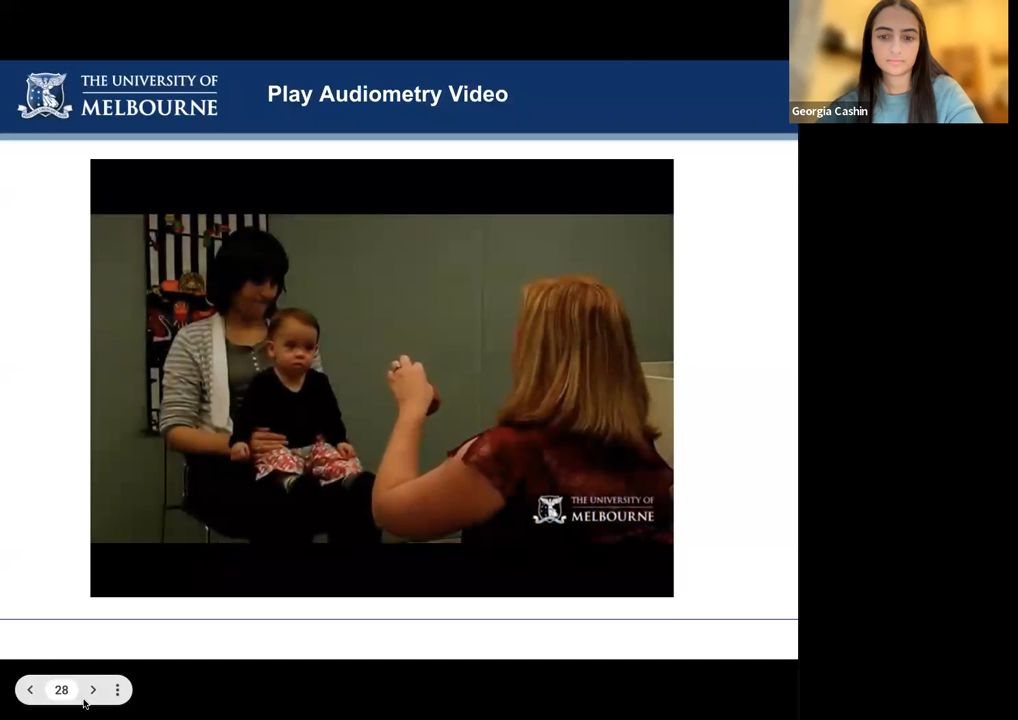 THE UNIVERSITY OF
MELBOURNE
Play Audiometry Video
Georgia Cashin
THE UNIVERSITY OF
MELBOURNE
28